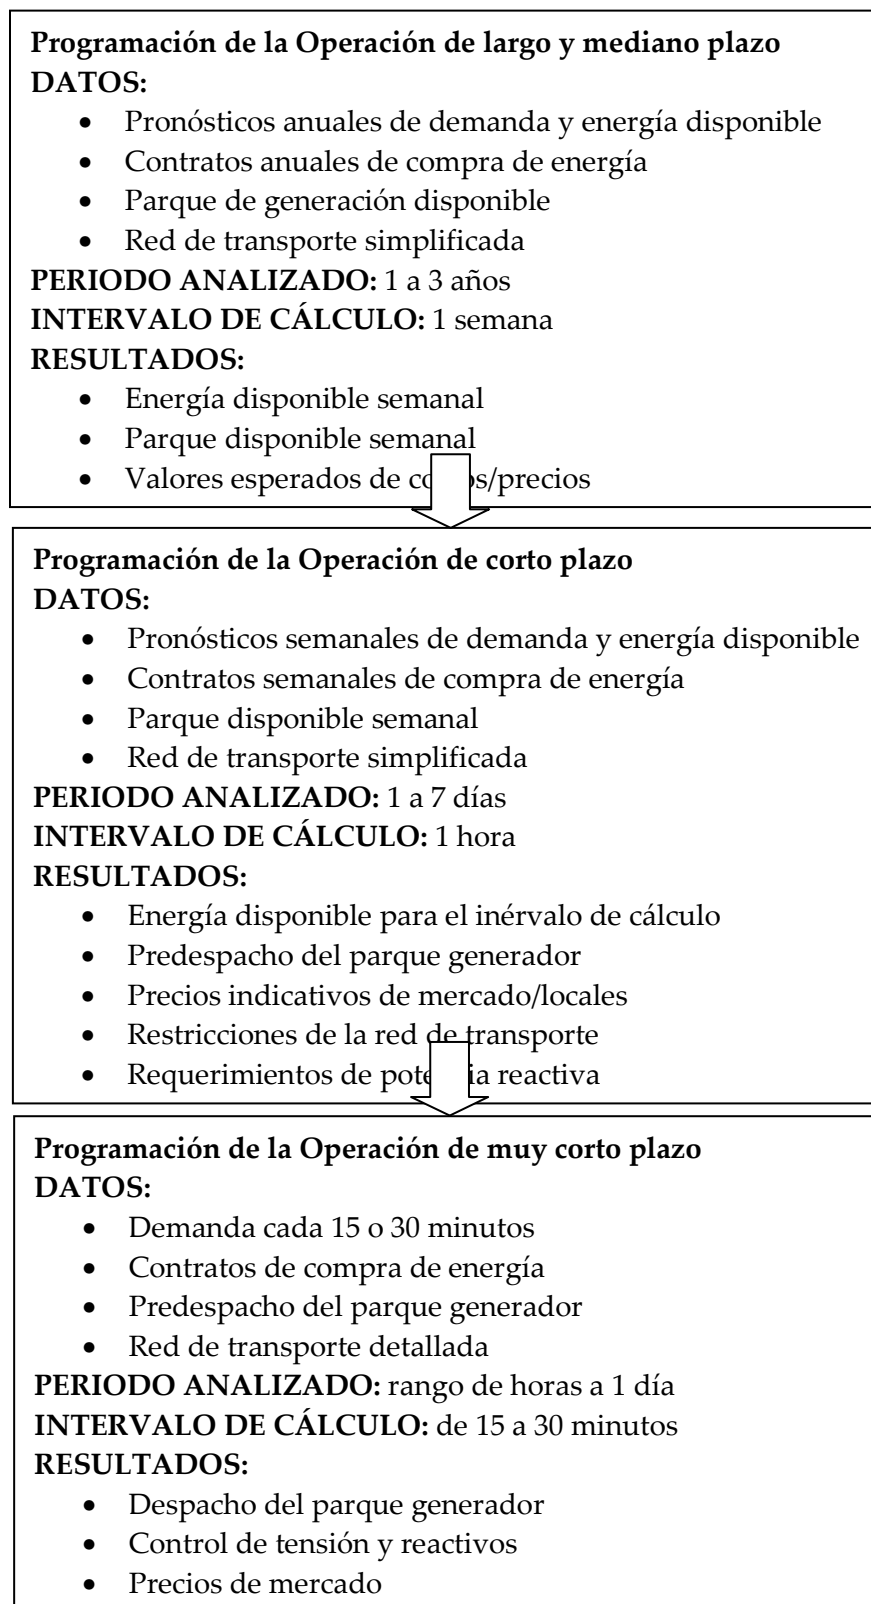 Programación de la Operación de largo y mediano plazo
DATOS:
• Pronósticos anuales de demanda y energía disponible
• Contratos anuales de compra de energía
• Parque de generación disponible
• Red de transporte simplificada
PERIODO ANALIZADO: 1 a 3 años
INTERVALO DE CÁLCULO: 1 semana
RESULTADOS:
• Energía disponible semanal
• Parque disponible semanal
• Valores esperados de costos/precios
Programación de la Operación de corto plazo
DATOS:
• Pronósticos semanales de demanda y energía disponible
• Contratos semanales de compra de energía
• Parque disponible semanal
• Red de transporte simplificada
PERIODO ANALIZADO: 1 a 7 días
INTERVALO DE CÁLCULO: 1 hora
RESULTADOS:
• Energía disponible para el inérvalo de cálculo
• Predespacho del parque generador
• Precios indicativos de mercado/locales
• Restricciones de la red de transporte
• Requerimientos de potencia reactiva
Programación de la Operación de muy corto plazo
DATOS:
• Demanda cada 15 o 30 minutos
• Contratos de compra de energía
• Predespacho del parque generador
• Red de transporte detallada
PERIODO ANALIZADO: rango de horas a 1 día
INTERVALO DE CÁLCULO: de 15 a 30 minutos
RESULTADOS:
• Despacho del parque generador
• Control de tensión y reactivos
• Precios de mercado